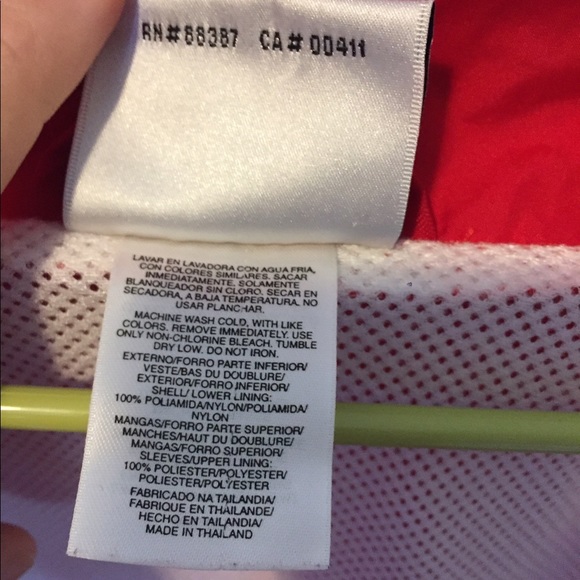 RN#88387 CA#00411
LAVAR EN LAVADORA CON AGUA FRIA,
CON COLORES SIMILARES. SACAR
INMEDIATAMENTE. SOLAMENTE
BLANQUEADOR SIN CLORO. SECAR EN
SECADORA, A BAJA TEMPERATURA. NO
USAR PLANCHAR.
MACHINE WASH COLD, WITH LIKE
COLORS. REMOVE IMMEDIATELY. USE
ONLY NON-CHLORINE BLEACH. TUMBLE
DRY LOW. DO NOT IRON.
EXTERNO/FORRO PARTE INFERIOR/
VESTE/BAS DU DOUBLURE/
EXTERIOR/FORRO INFERIOR/
SHELL/ LOWER LINING:
100% POLIAMIDA/NYLON/POLIAMIDA/
NYLON
MANGAS/FORRO PARTE SUPERIOR/
MANCHES/HAUT DU DOUBLURE/
MANGAS/FORRO SUPERIOR/
SLEEVES/UPPER LINING:
100% POLIESTER/POLYESTER/
POLIESTER/POLYESTER
FABRICADO NA TAILANDIA/
FABRIQUE EN THAILANDE/
HECHO EN TAILANDIA/
MADE IN THAILAND